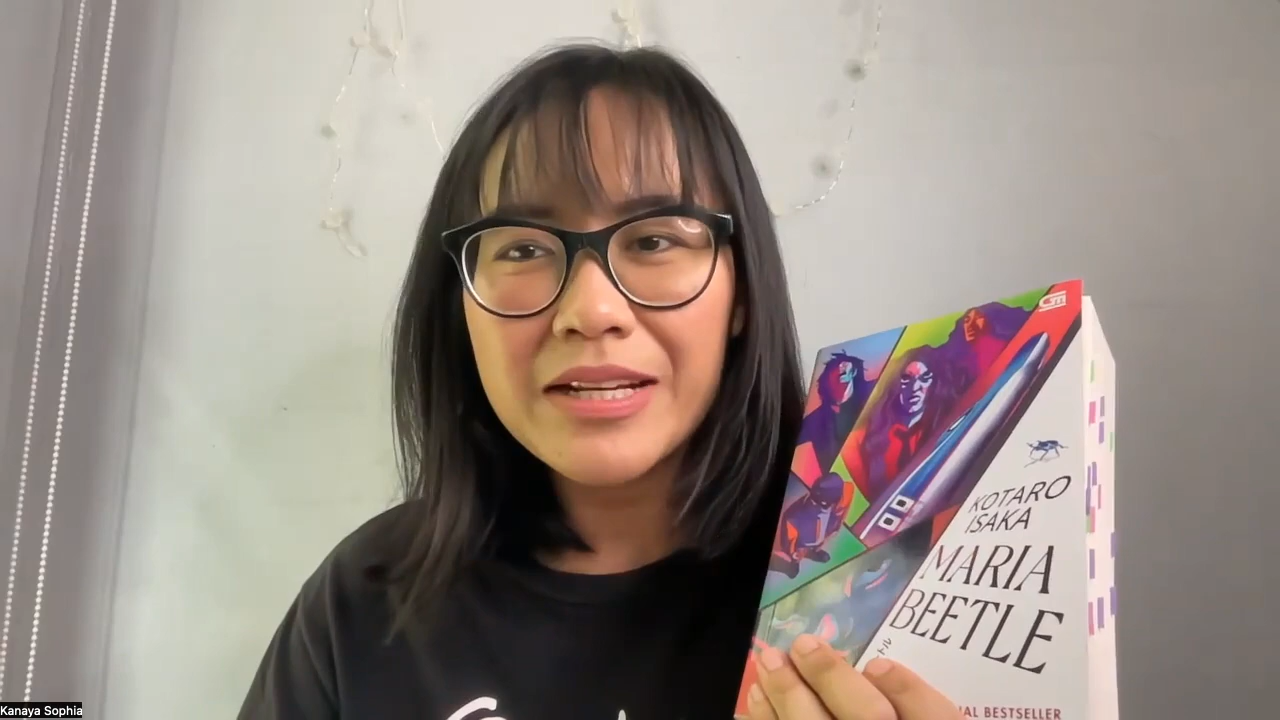 KOTARO
ISAKA
MARIA
BEETLE
BESTSELLER
Kanaya Sophia